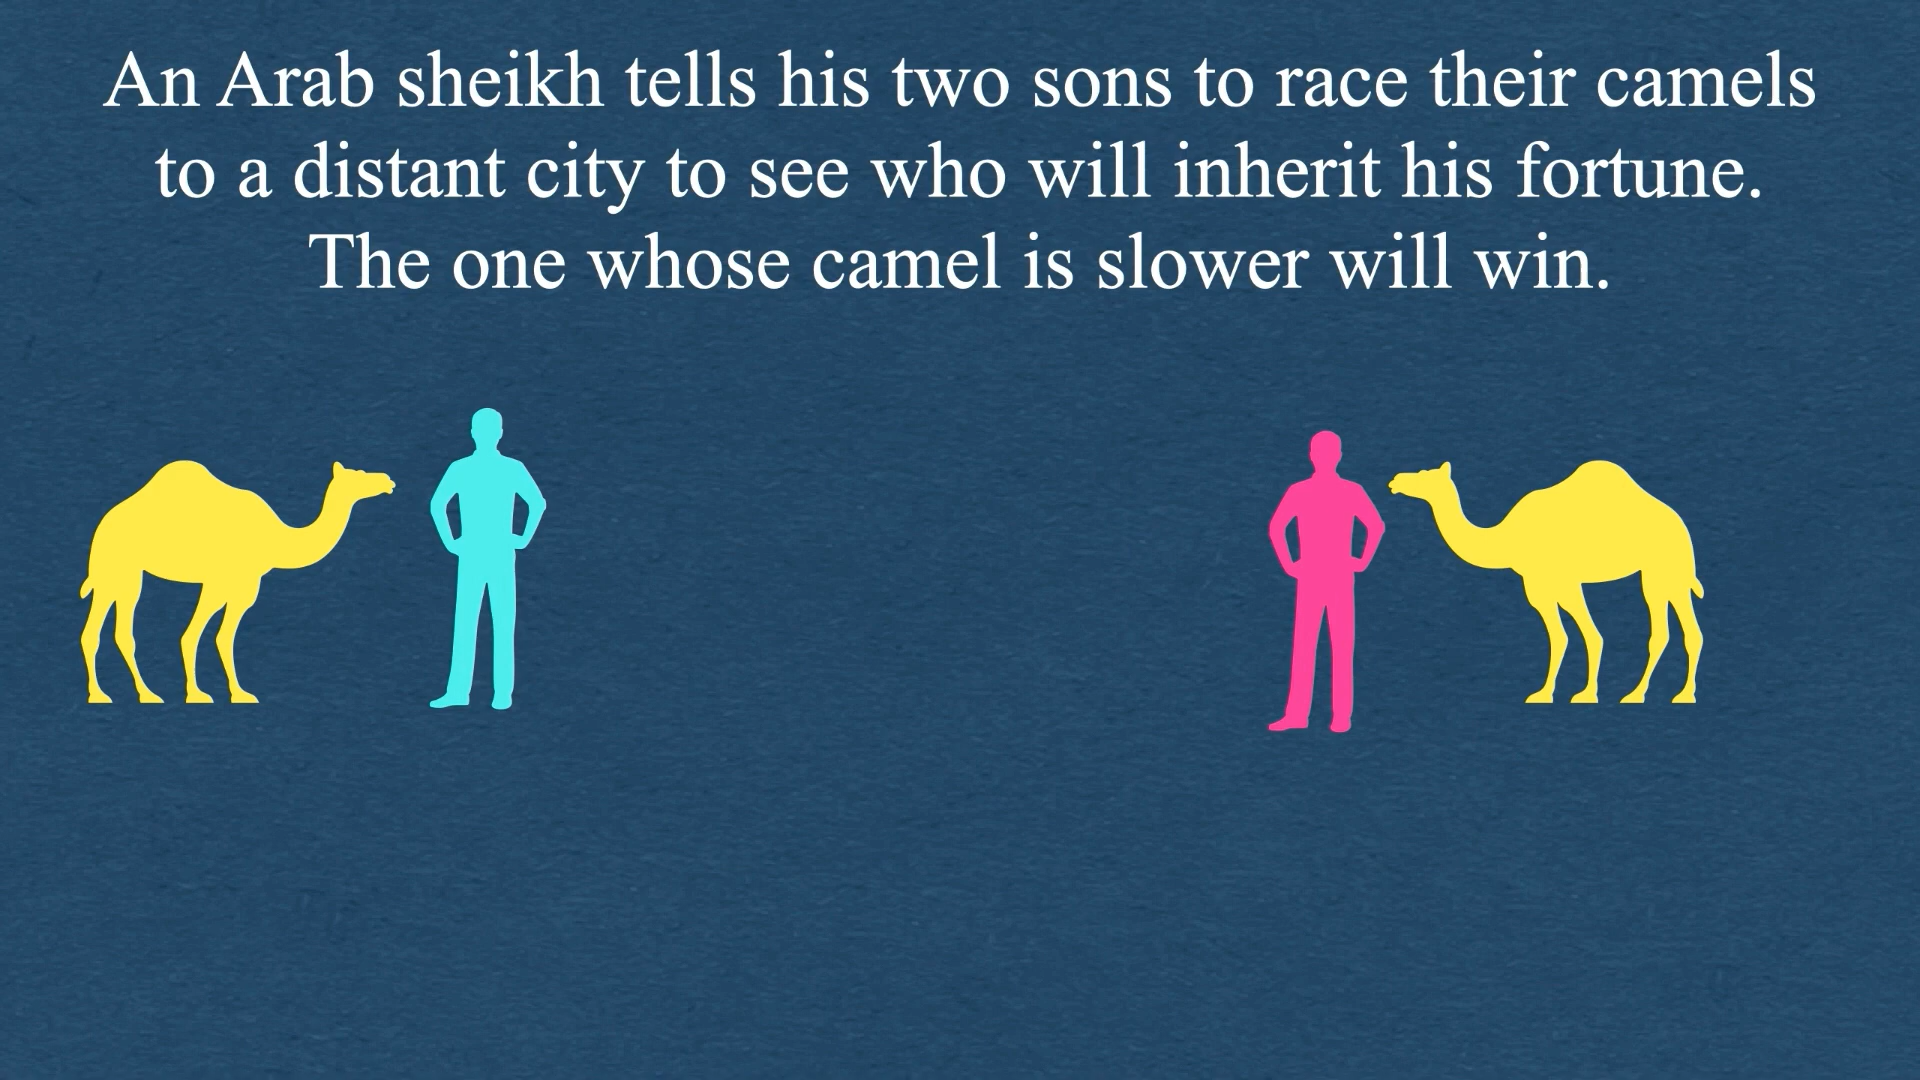 An Arab sheikh tells his two sons to race their camels
to a distant city to see who will inherit his fortune.
The one whose camel is slower will win.